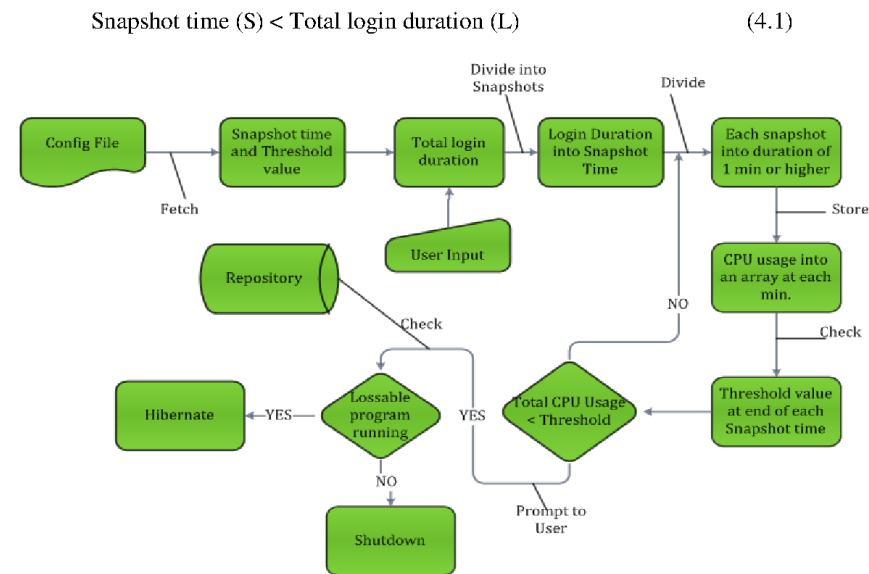 Snapshot time (S) < Total login duration (L) (4.1)
Divide into
Snapshots
Divide
Config File
Snapshot time
and Threshold
value
Total login
duration
Login Duration
into Snapshot
Time
Each snapshot
into duration of
1 min or higher
Fetch
Store
User Input
Repository
CPU usage into
an array at each
min.
NO
Check
Check
Hibernate
YES
Lossable
program
running
YES
Total CPU Usage
< Threshold
Threshold value
at end of each
Snapshot time
NO
Prompt to
User
Shutdown